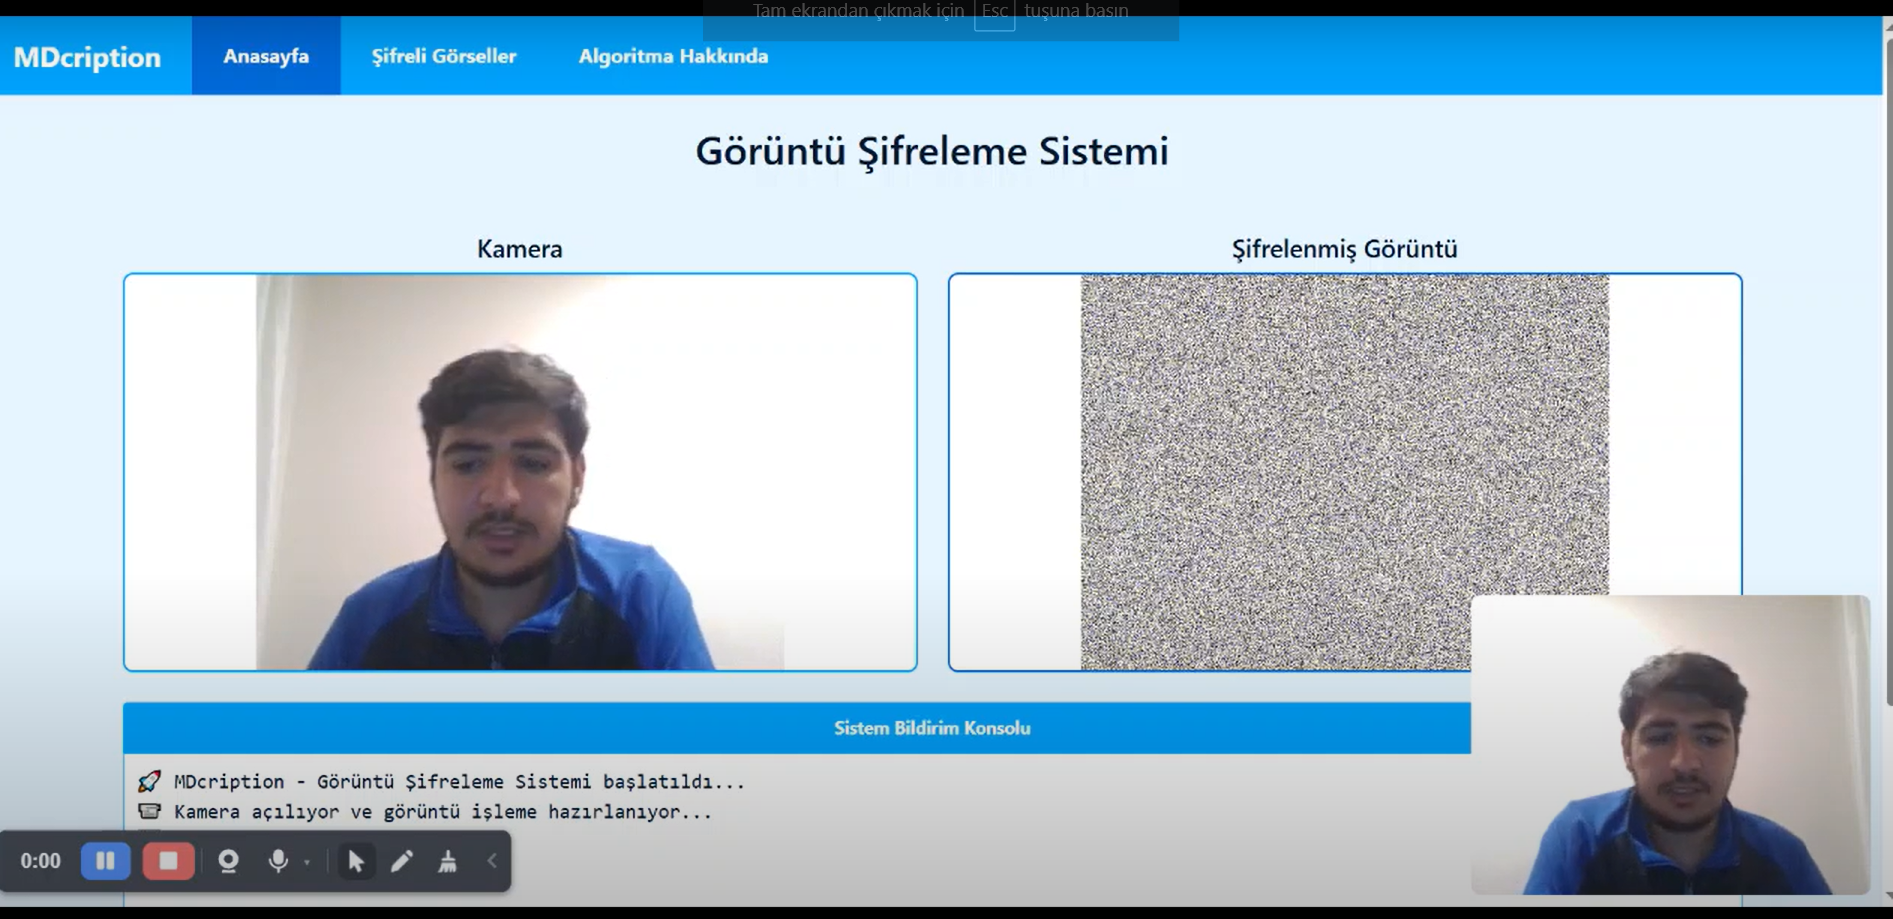 Tam ekrandan çıkmak için Esc tuşuna basın
MDcription Anasayfa Şifreli Görseller Algoritma Hakkında
Görüntü Şifreleme Sistemi
Kamera
Şifrelenmiş Görüntü
Sistem Bildirim Konsolu
MDcription - Görüntü Şifreleme Sistemi başlatıldı...
Kamera açılıyor ve görüntü işleme hazırlanıyor...
0:00